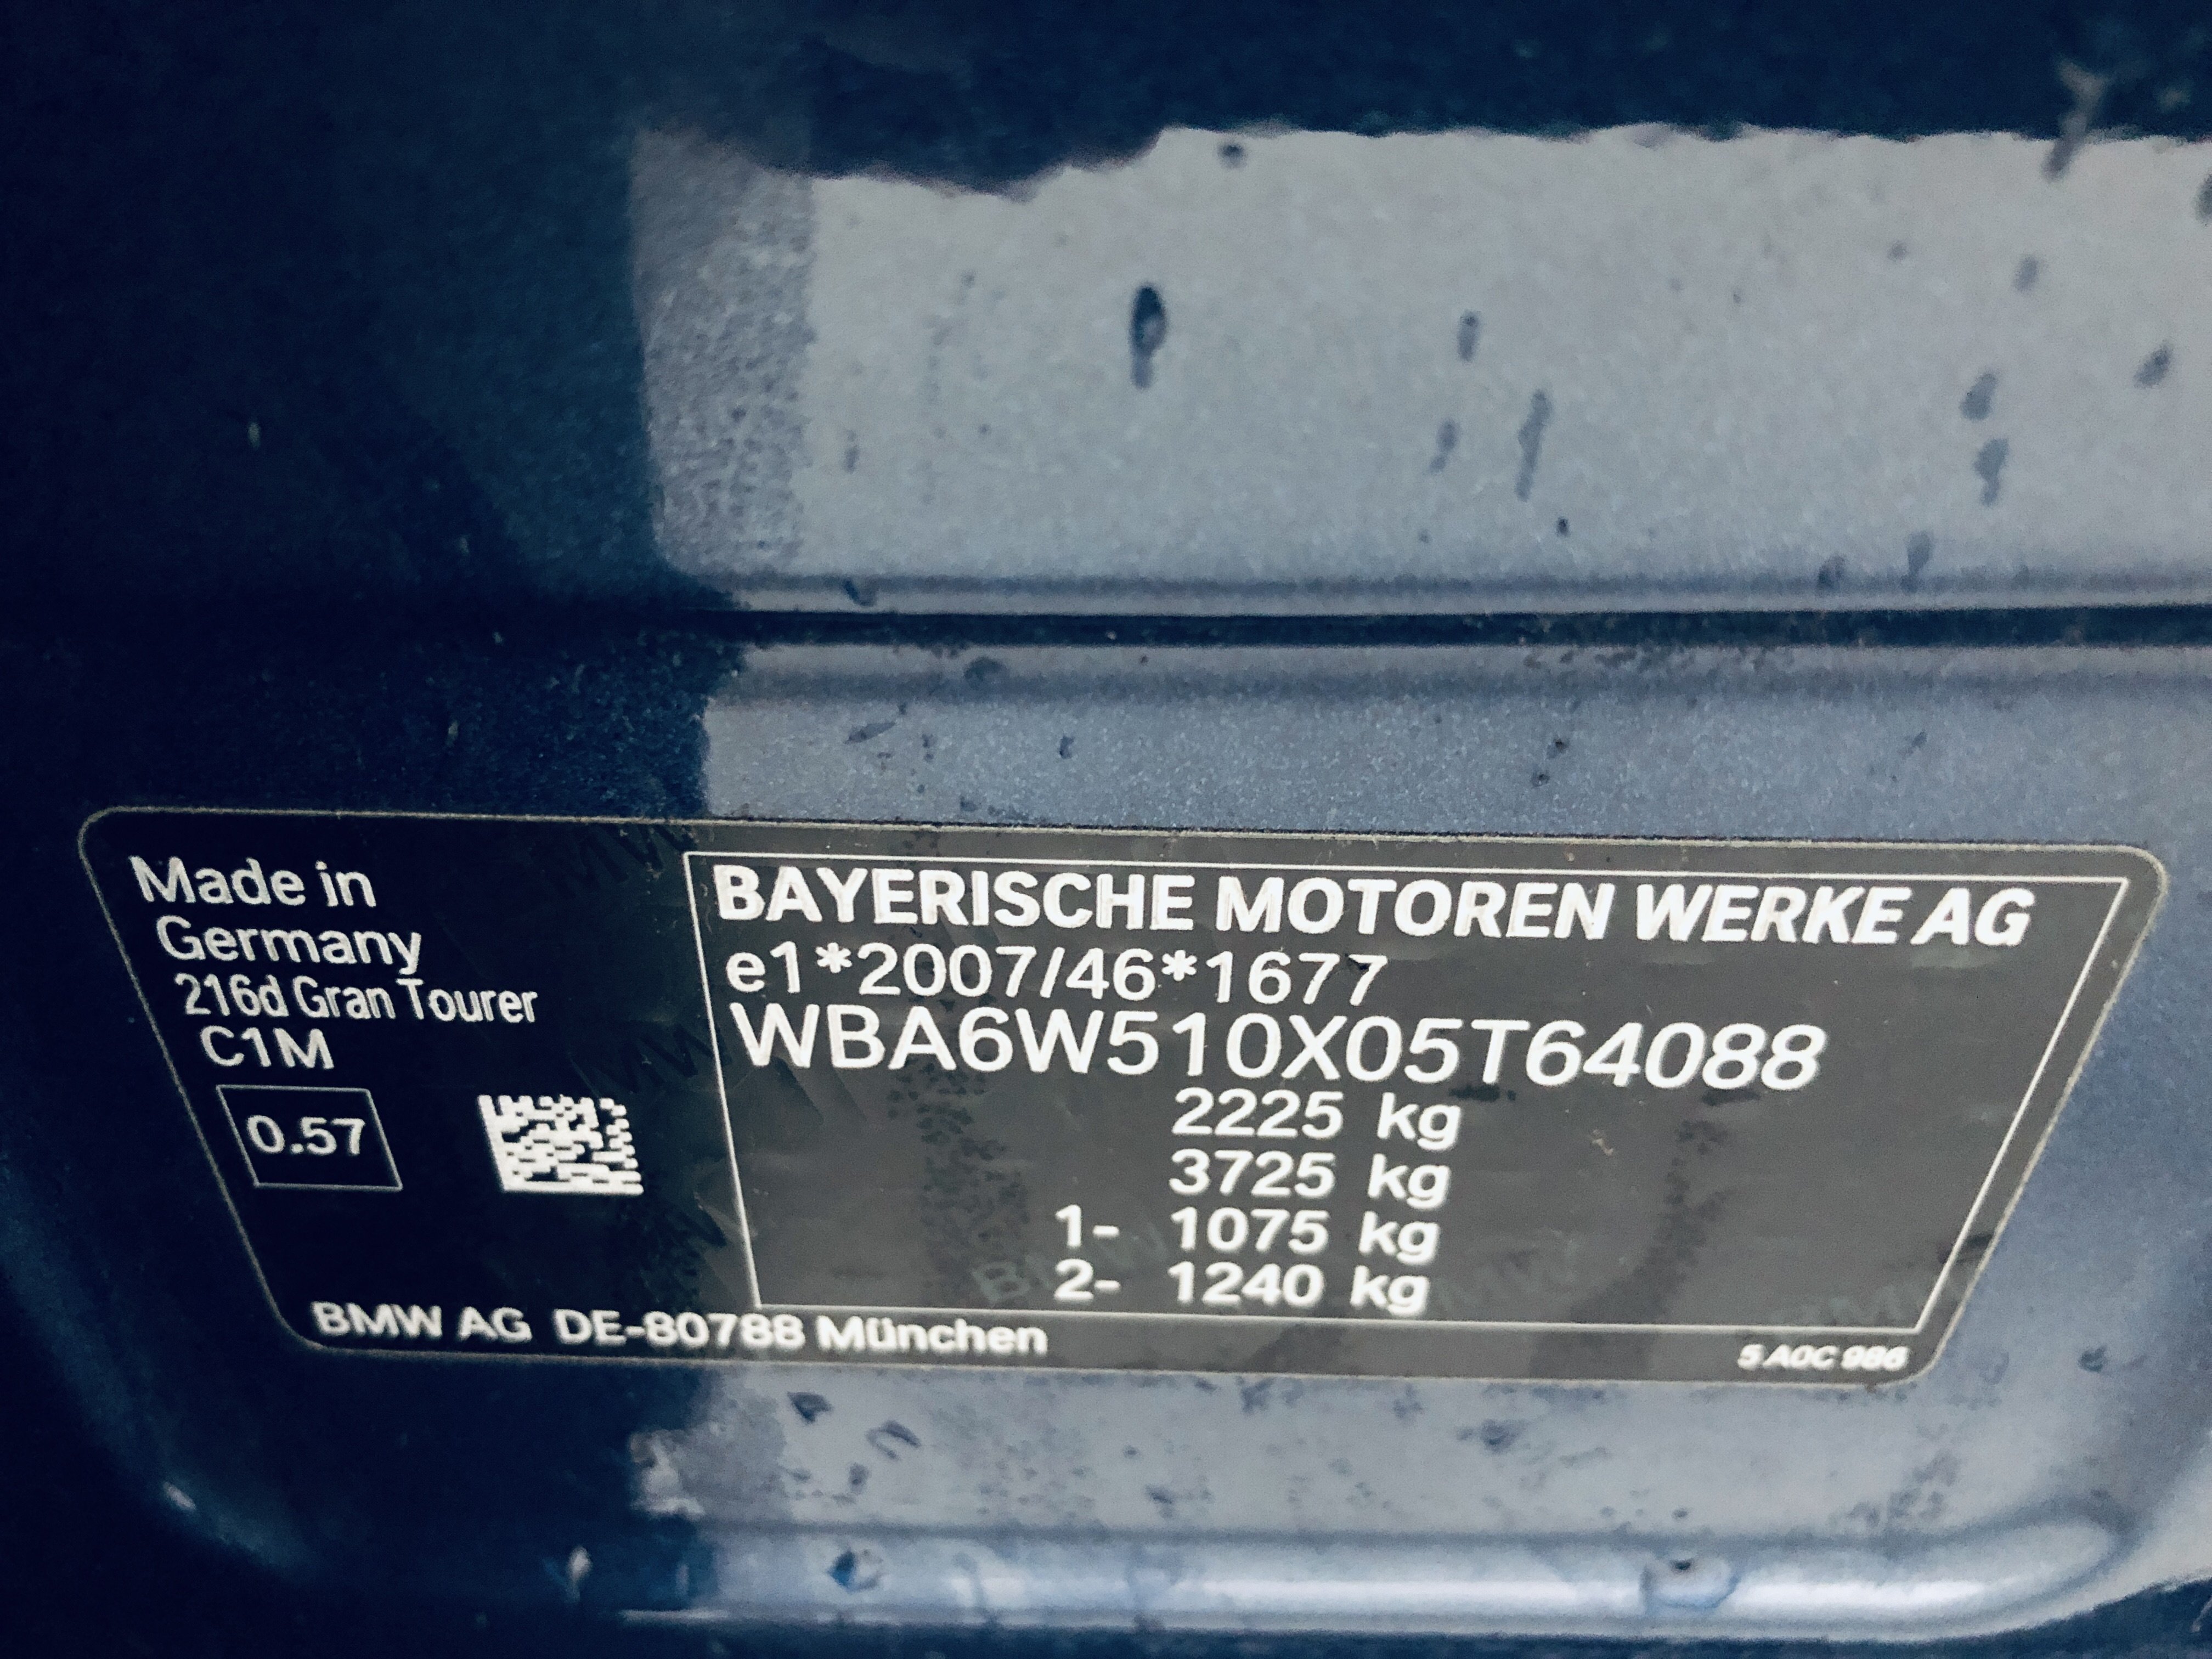 Made in
Germany
216d Gran Tourer
C1M
0.57
BAYERISCHE MOTOREN WERKE AG
e1*2007/46*1677
WBA6W510X05T64088
2225 kg
3725 kg
1- 1075 kg
2- 1240 kg
BMW AG DE-80788 München
5 A0C 986